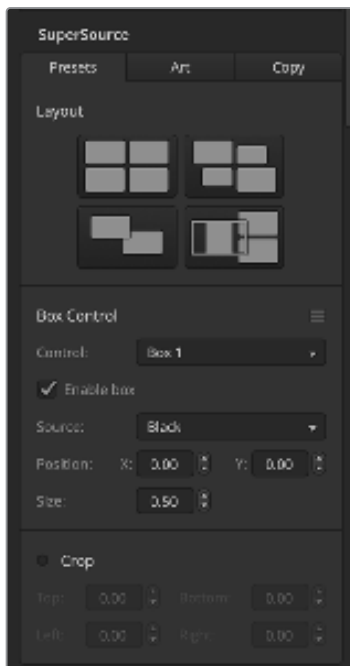 SuperSource
Presets Art Copy
Layout
Box Control
Control: Box 1
Enable box
Source: Black
Position: X: 0.00 Y: 0.00
Size: 0.50
Crop
Top: 0.00 Bottom: 0.00
Left: 0.00 Right: 0.00